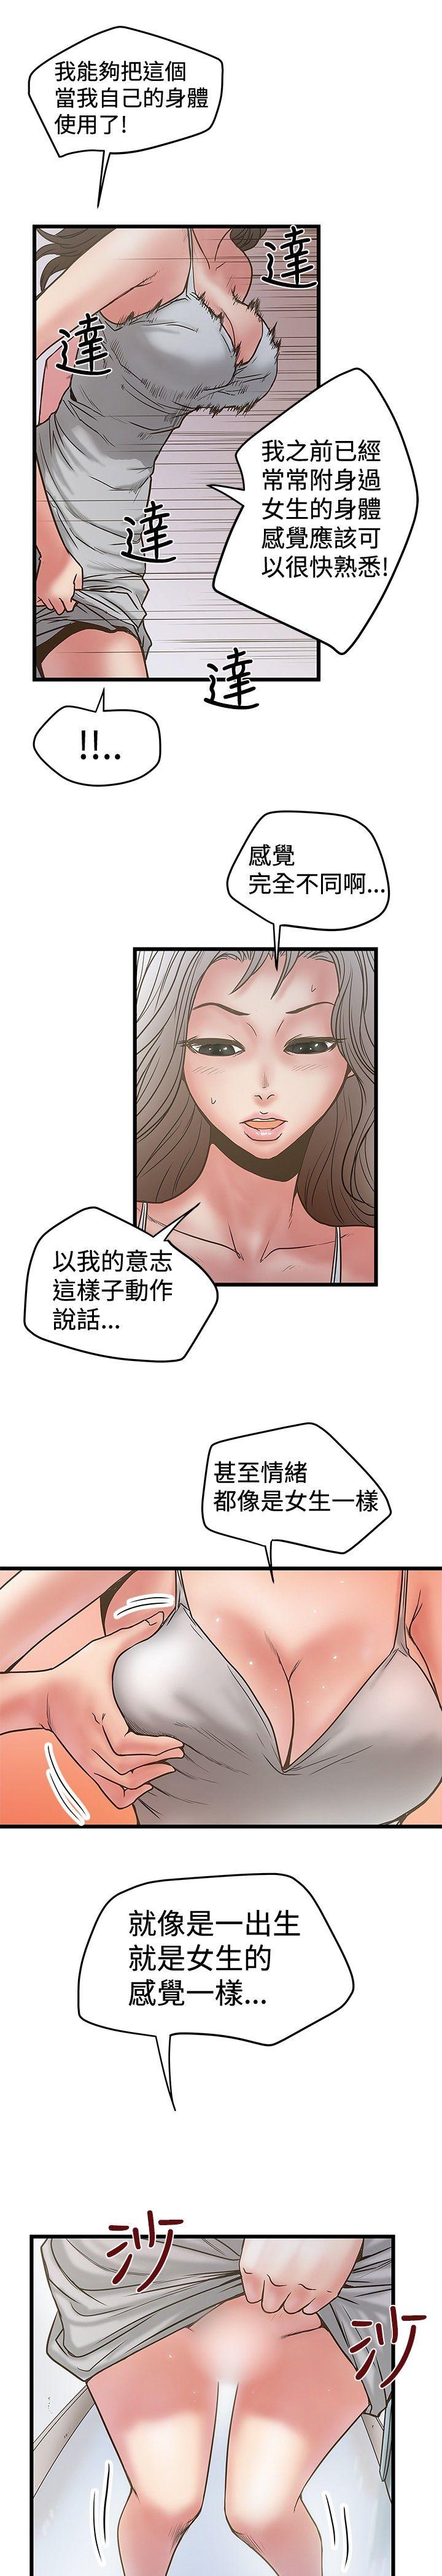 我能夠把這個
當我自己的身體
使用了!
達
達
我之前已經
常常附身過
女生的身體
感覺應該可
以很快熟悉!
達
達
!!..
感覺
完全不同啊...
以我的意志
這樣子動作
說話...
甚至情緒
都像是女生一樣
就像是一出生
就是女生的
感覺一樣...
沙
沙